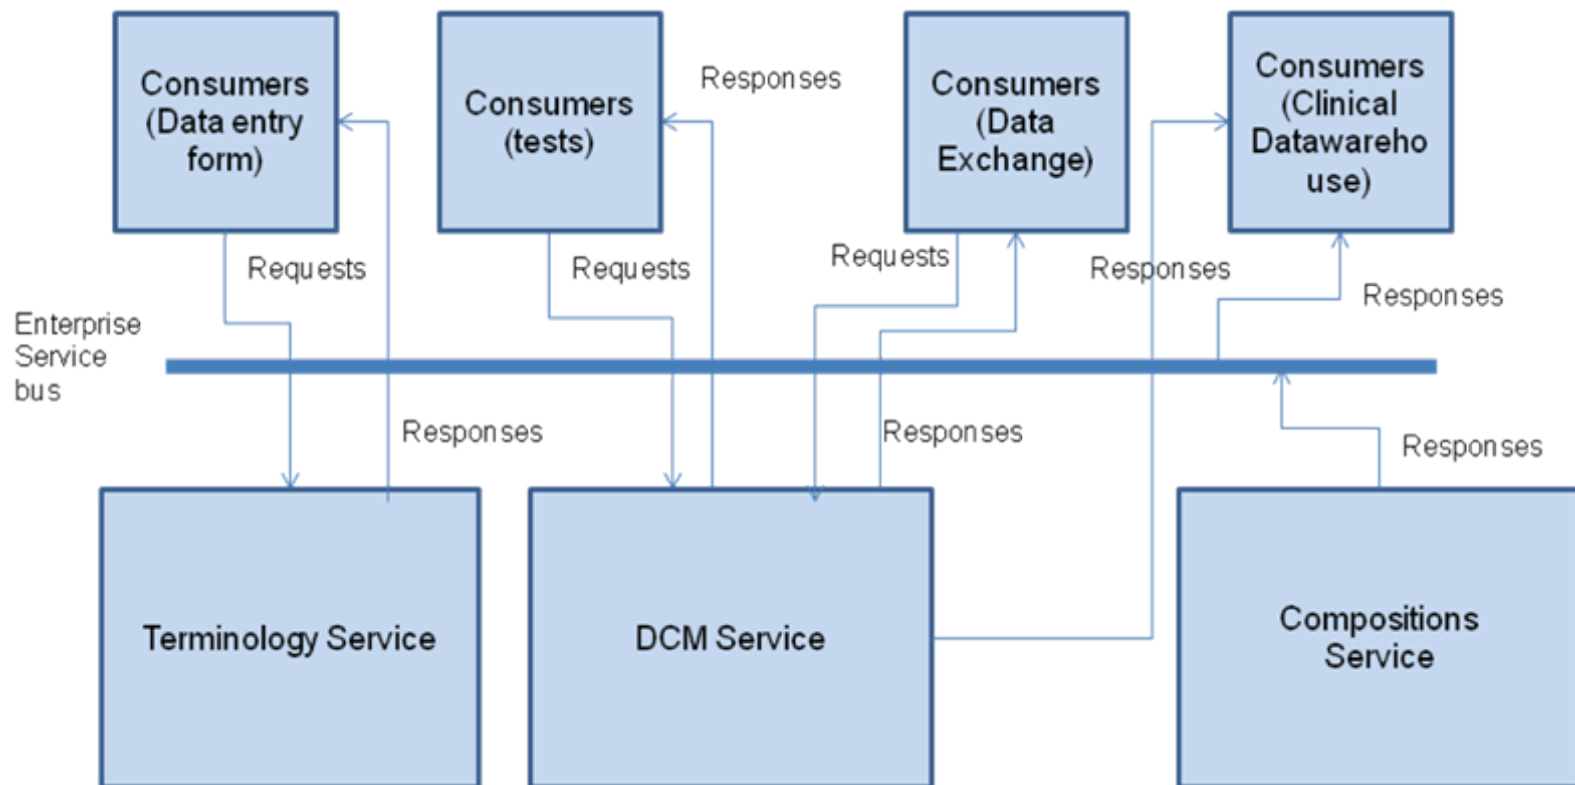 Consumers
(Data entry
form)
Consumers
(tests)
Responses
Consumers
(Data
Exchange)
Consumers
(Clinical
Datawareho
use)
Requests
Requests
Requests
Responses
Responses
Enterprise
Service
bus
Responses
Responses
Responses
Terminology Service
DCM Service
Compositions
Service